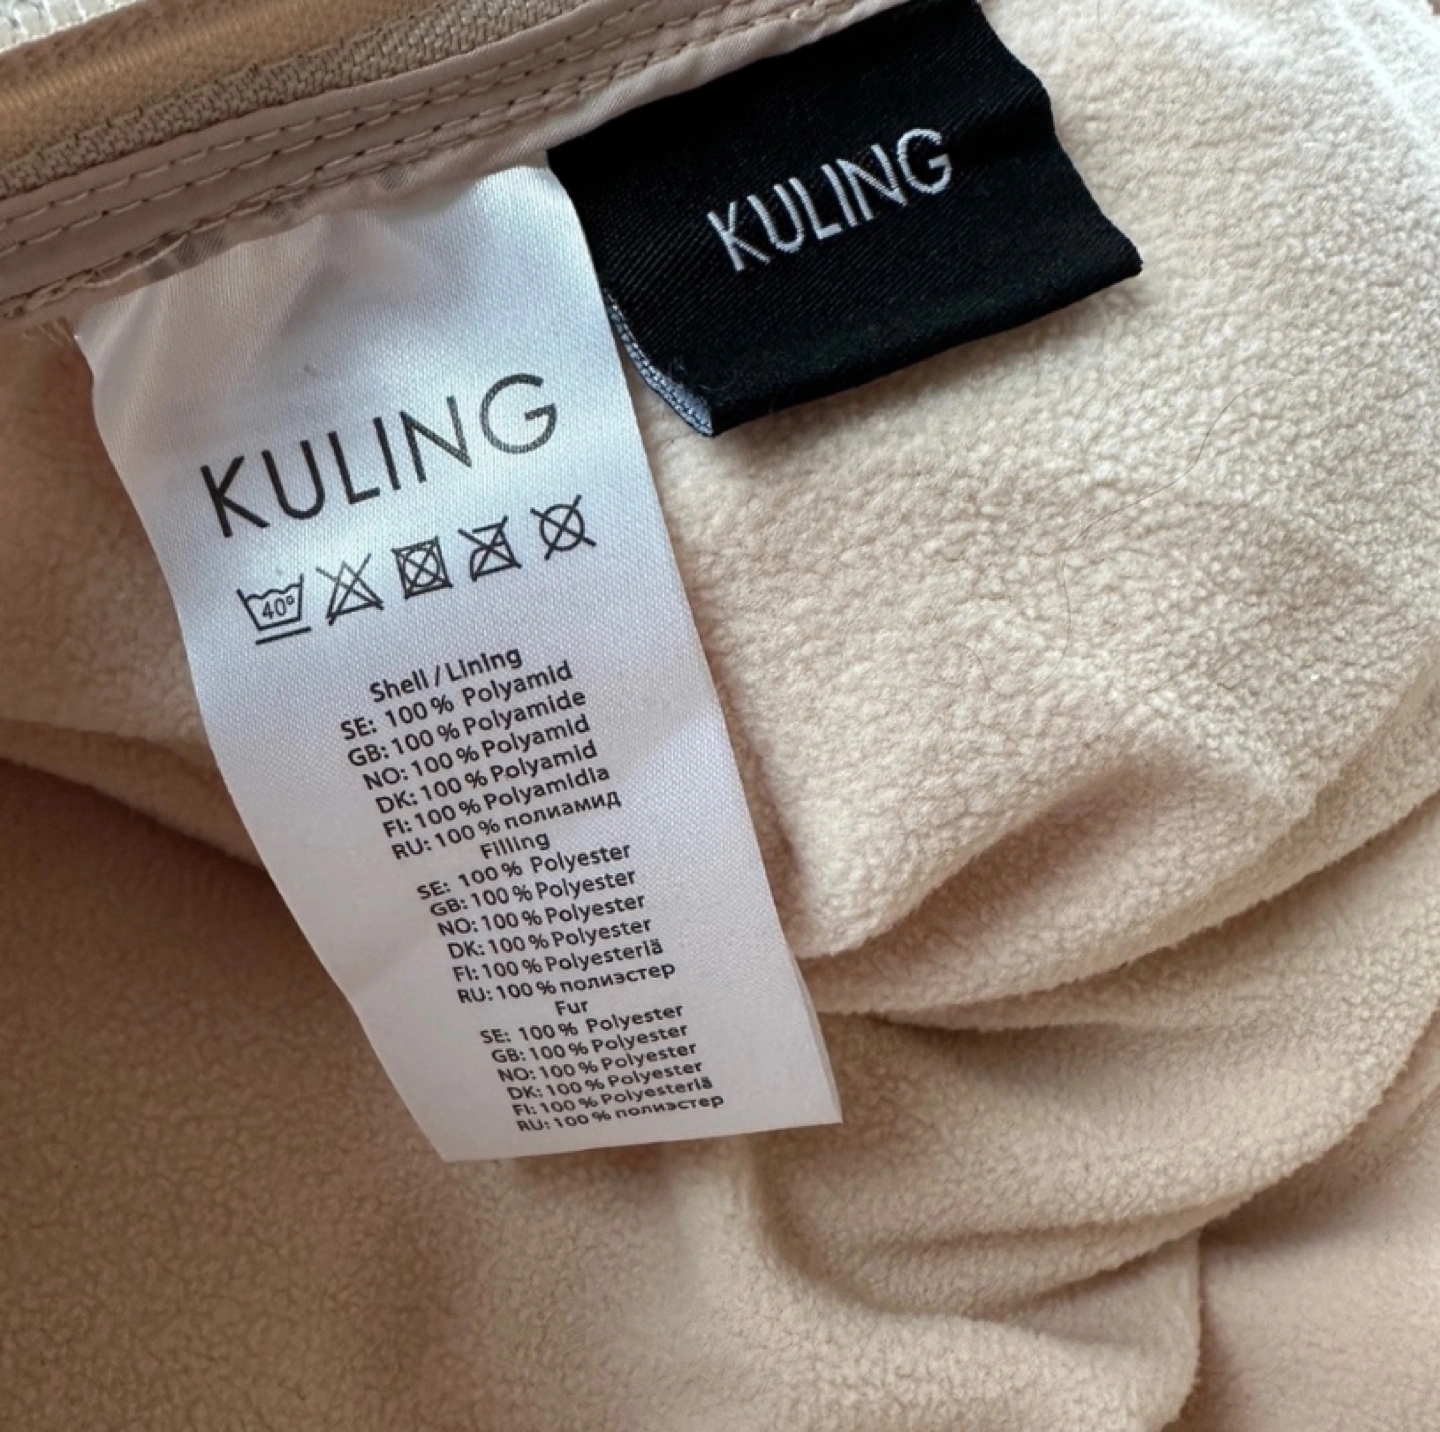 KULING
KULING
40°
Shell / Lining
SE: 100 % Polyamid
GB: 100 % Polyamide
NO: 100 % Polyamid
DK: 100 % Polyamid
FI: 100 % Polyamidia
RU: 100 % полиамид
Filling
SE: 100 % Polyester
GB: 100 % Polyester
NO: 100 % Polyester
DK: 100 % Polyester
FI: 100 % Polyesteriä
RU: 100 % полиэстер
Fur
SE: 100 % Polyester
GB: 100 % Polyester
NO: 100 % Polyester
DK: 100 % Polyester
FI: 100 % Polyesteriä
RU: 100 % полиэстер